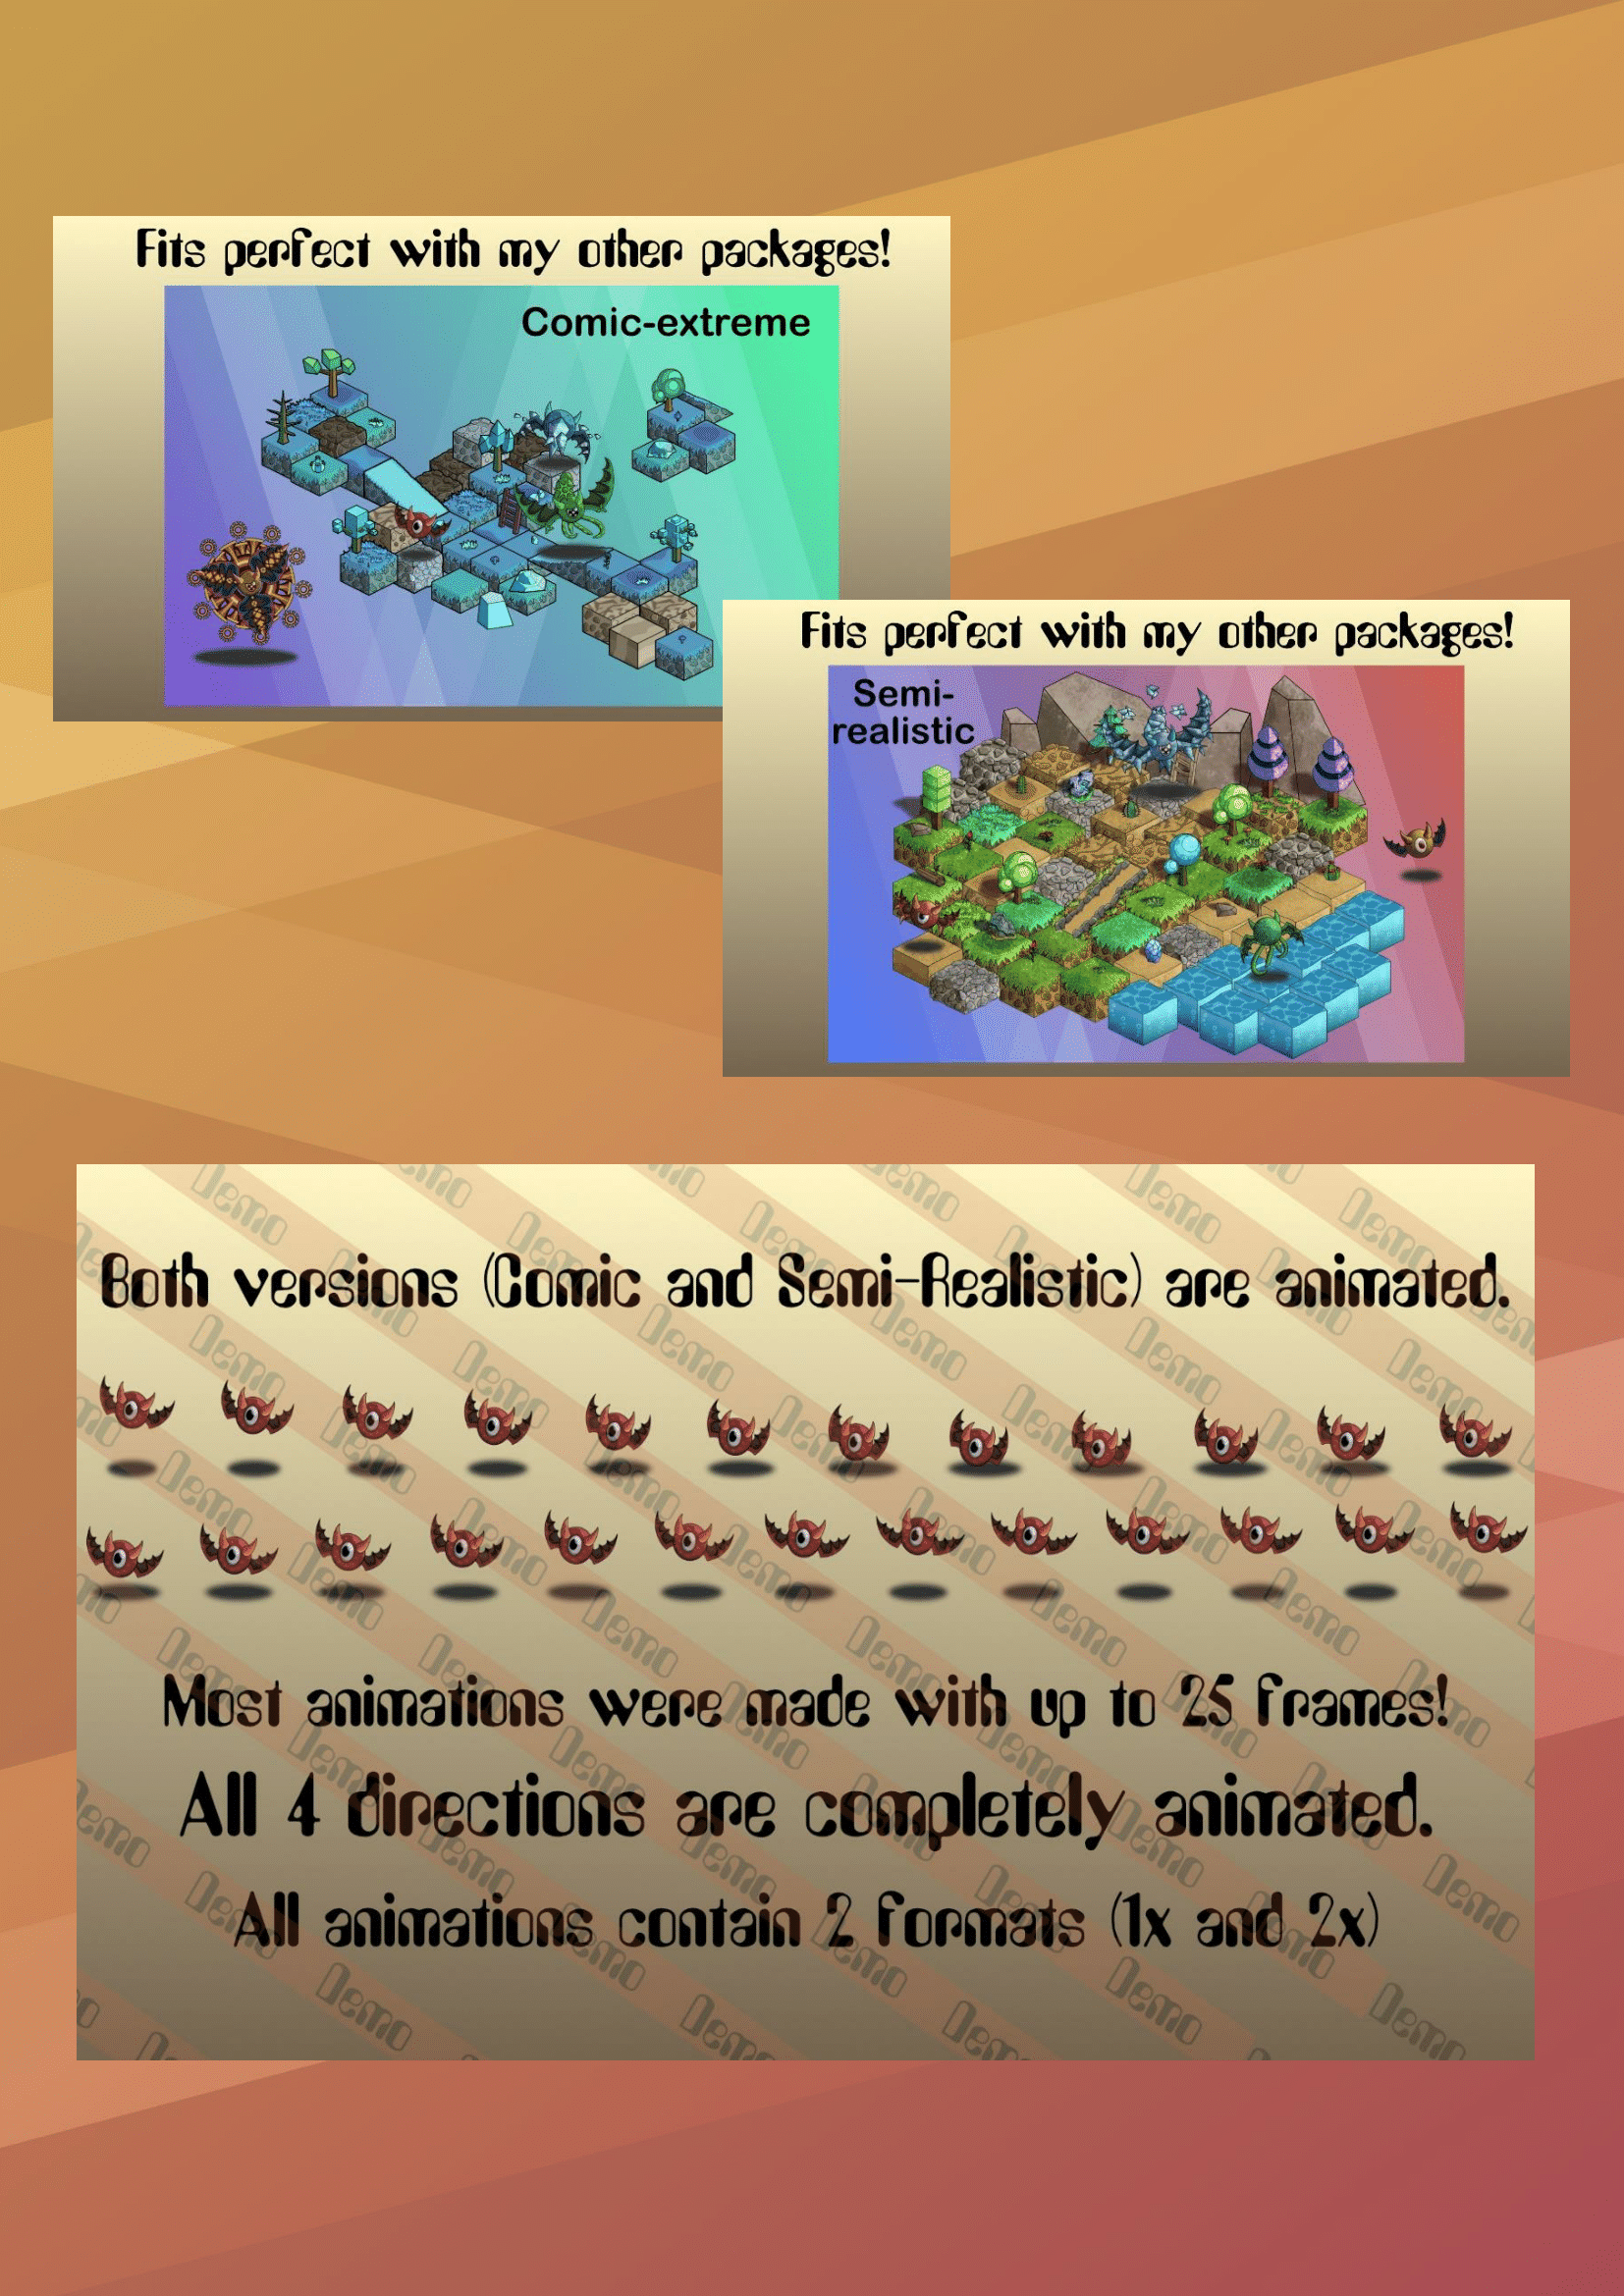 Fits perfect with my other packages!
Comic-extreme
Fits perfect with my other packages!
Semi-
realistic
Both versions (Comic and Semi-Realistic) are animated.
Most animations were made with up to 25 frames!
All 4 directions are completely animated.
All animations contain 2 formats (1x and 2x)
Demo